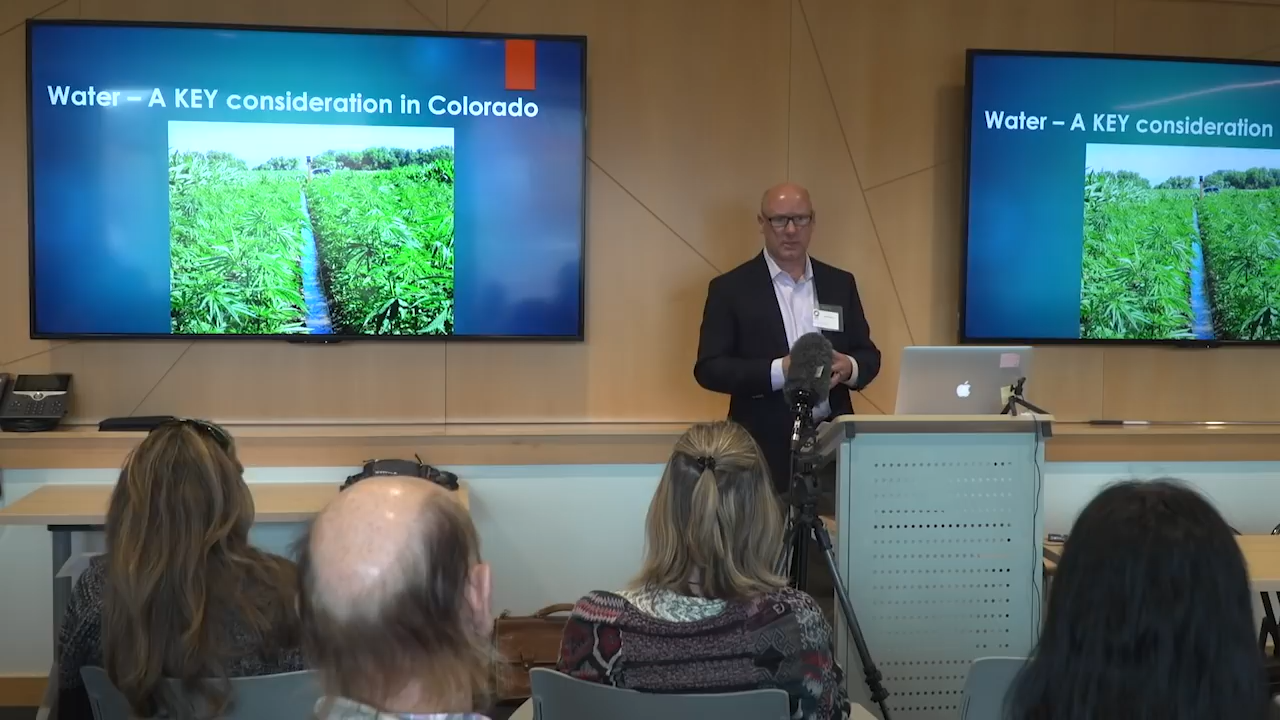 Water – A KEY consideration in Colorado
Water – A KEY consideration